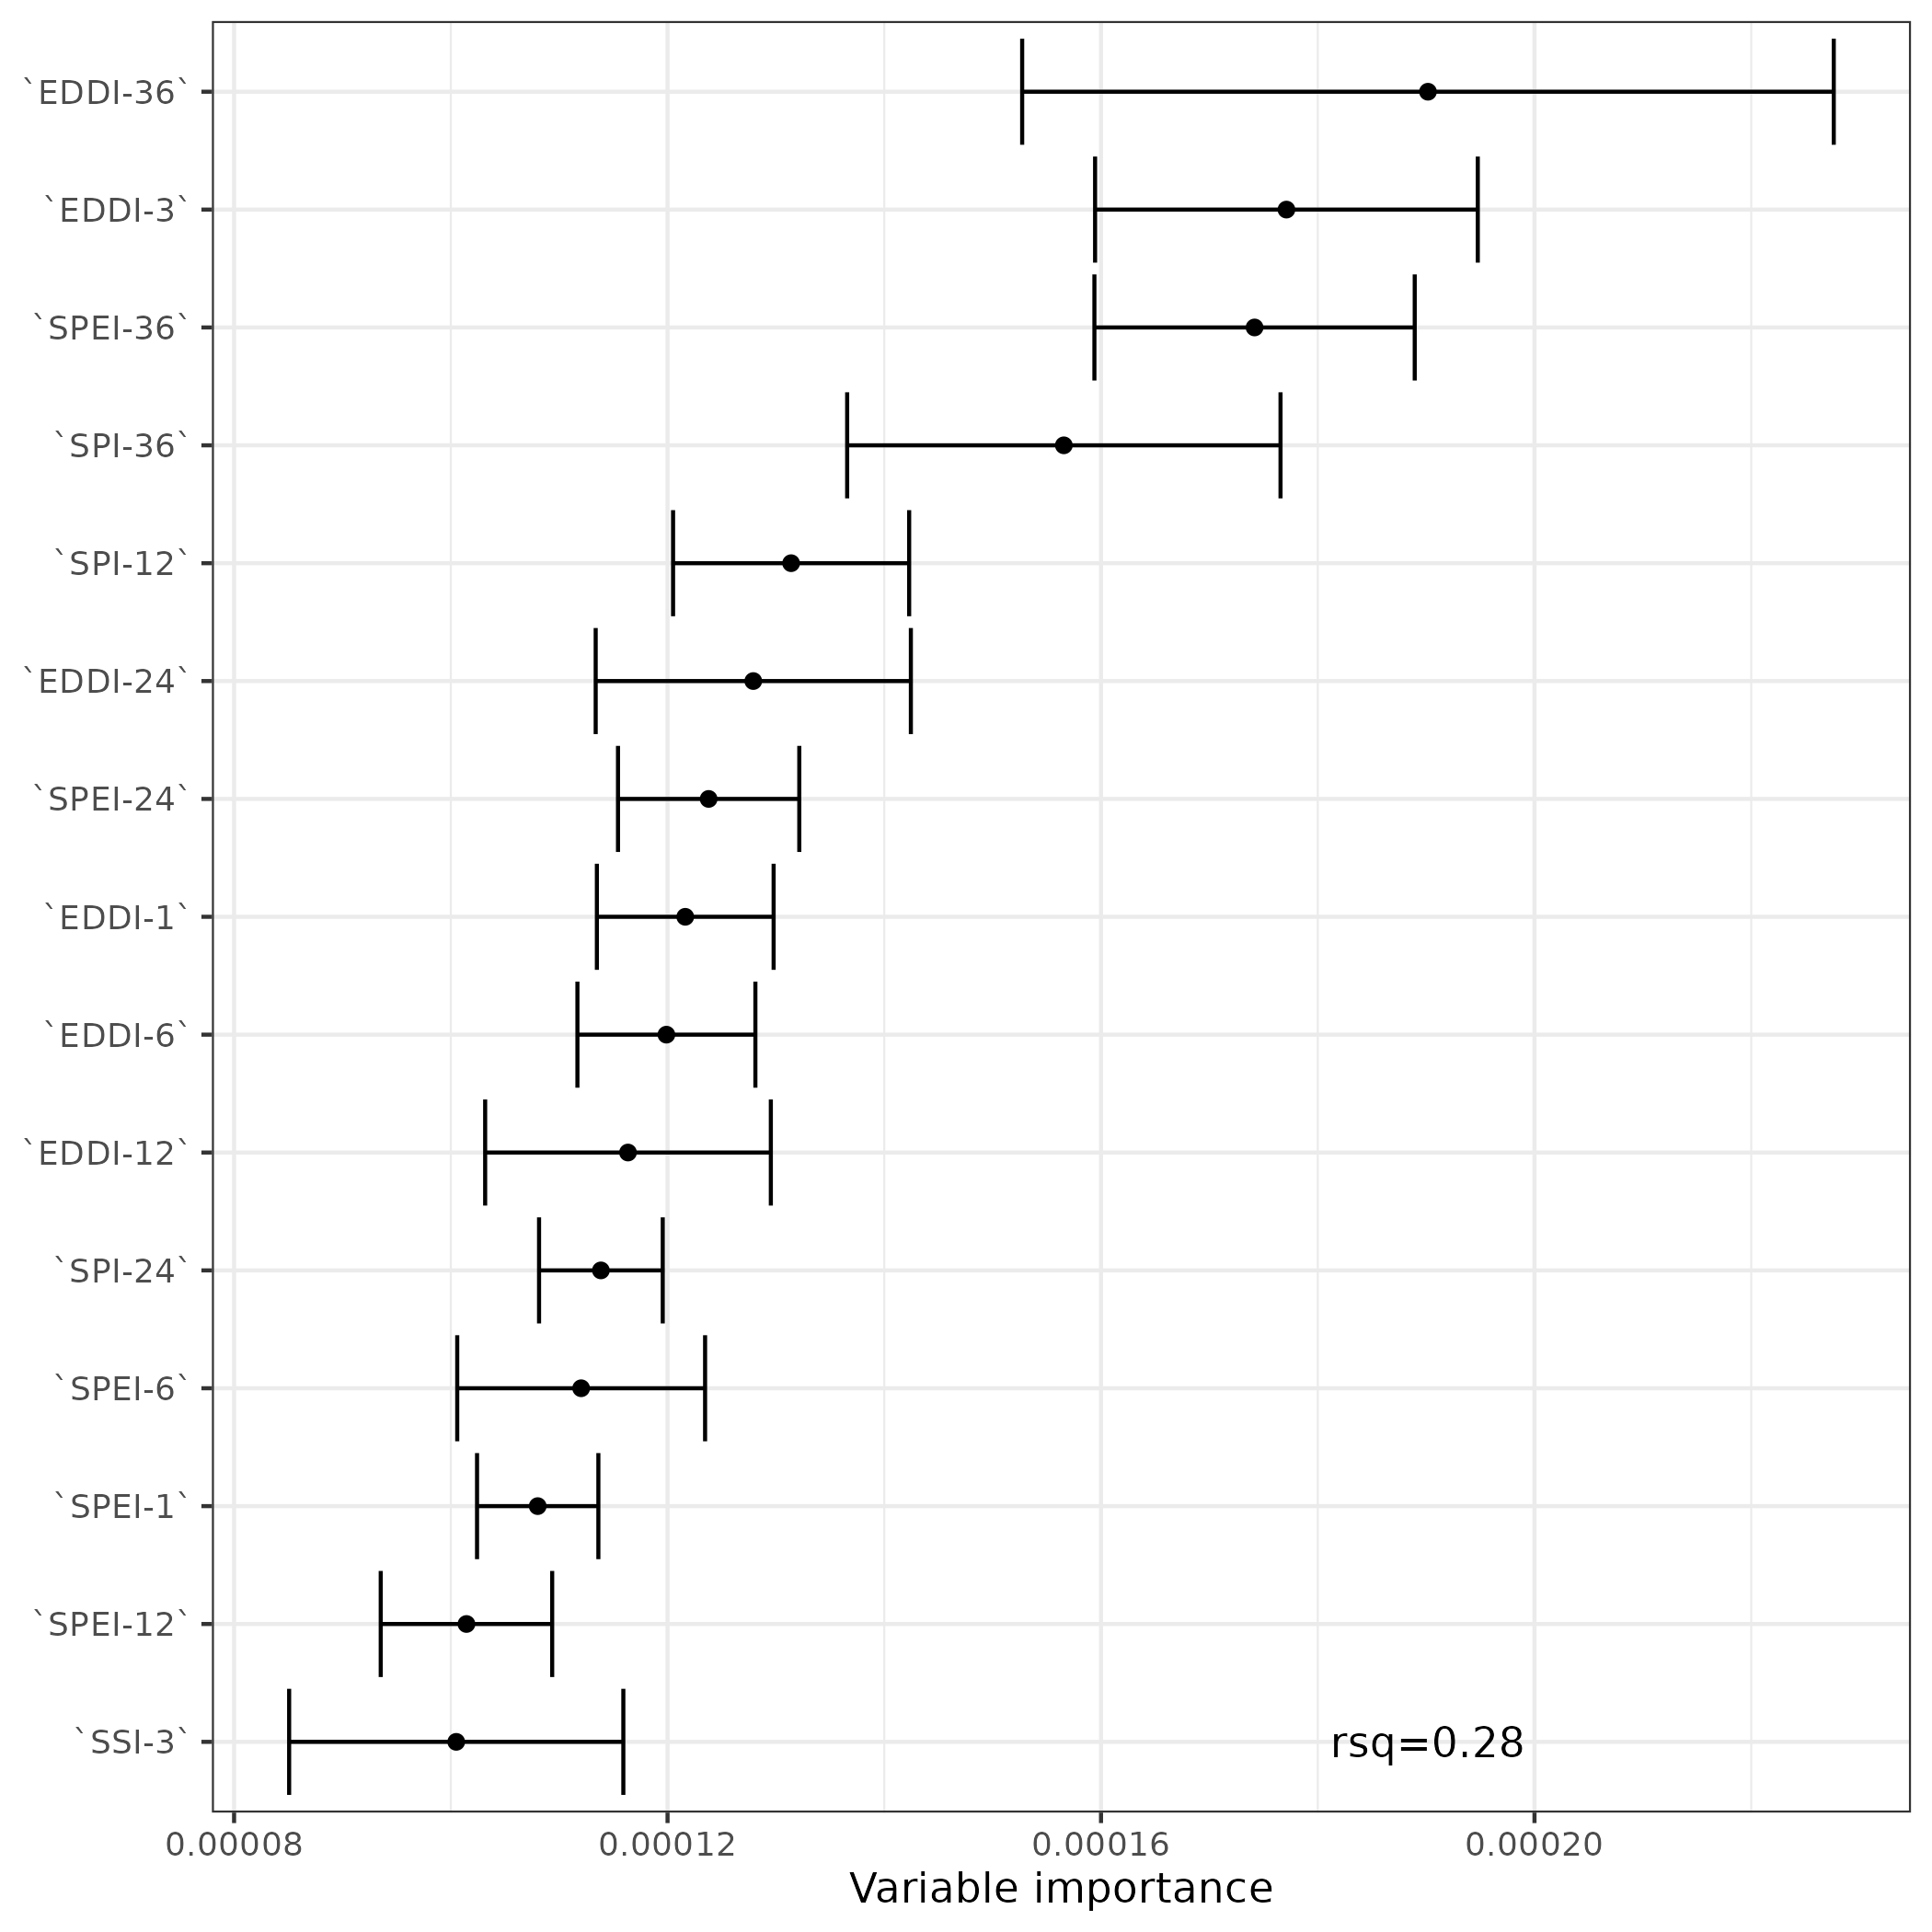 `EDDI-36`
`EDDI-3`
`SPEI-36`
`SPI-36`
`SPI-12`
`EDDI-24`
`SPEI-24`
`EDDI-1`
`EDDI-6`
`EDDI-12`
`SPI-24`
`SPEI-6`
`SPEI-1`
`SPEI-12`
`SSI-3`
rsq=0.28
0.00008 0.00012 0.00016 0.00020
Variable importance